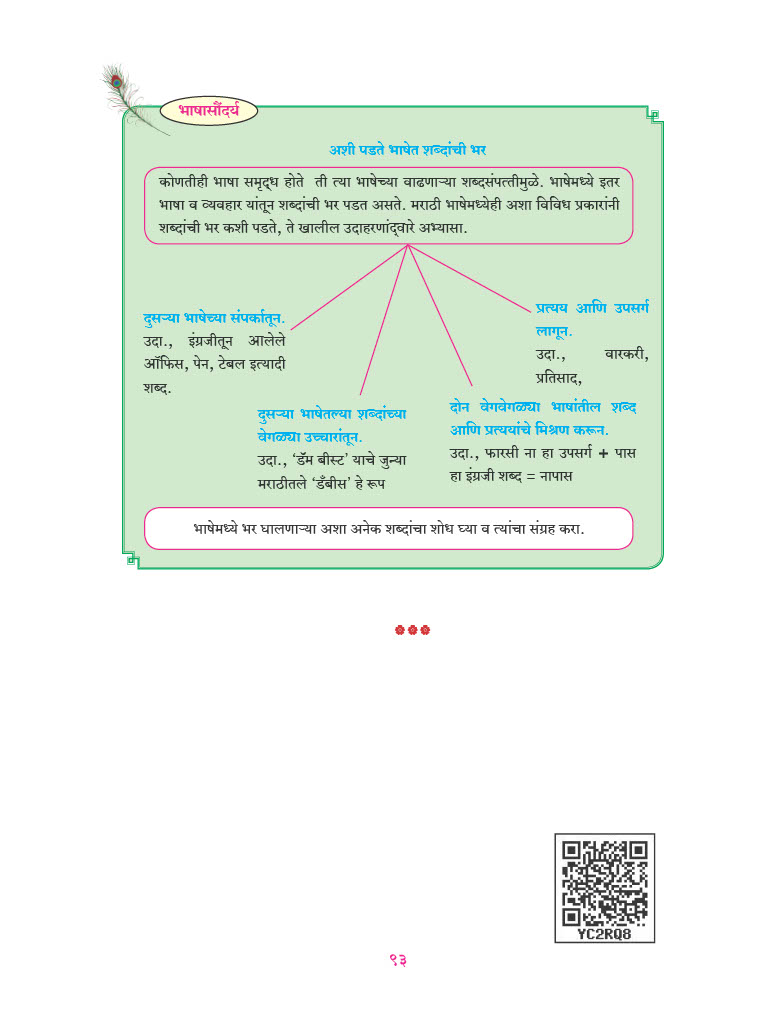 भाषासौंदर्य
अशी पडते भाषेत शब्दांची भर
कोणतीही भाषा समृद्ध होते ती त्या भाषेच्या वाढणाऱ्या शब्दसंपत्तीमुळे. भाषेमध्ये इतर
भाषा व व्यवहार यांतून शब्दांची भर पडत असते. मराठी भाषेमध्येही अशा विविध प्रकारांनी
शब्दांची भर कशी पडते, ते खालील उदाहरणांद्वारे अभ्यासा.
दुसऱ्या भाषेच्या संपर्कातून.
उदा., इंग्रजीतून आलेले
ऑफिस, पेन, टेबल इत्यादी
शब्द.
दुसऱ्या भाषेतल्या शब्दांच्या
वेगळ्या उच्चारांतून.
उदा., ‘डॅम बीस्ट’ याचे जुन्या
मराठीतले ‘डँबीस’ हे रूप
दोन वेगवेगळ्या भाषांतील शब्द
आणि प्रत्ययांचे मिश्रण करून.
उदा., फारसी ना हा उपसर्ग + पास
हा इंग्रजी शब्द = नापास
प्रत्यय आणि उपसर्ग
लागून.
उदा., वारकरी,
प्रतिसाद,
भाषेमध्ये भर घालणाऱ्या अशा अनेक शब्दांचा शोध घ्या व त्यांचा संग्रह करा.
YC2RQ8
९३